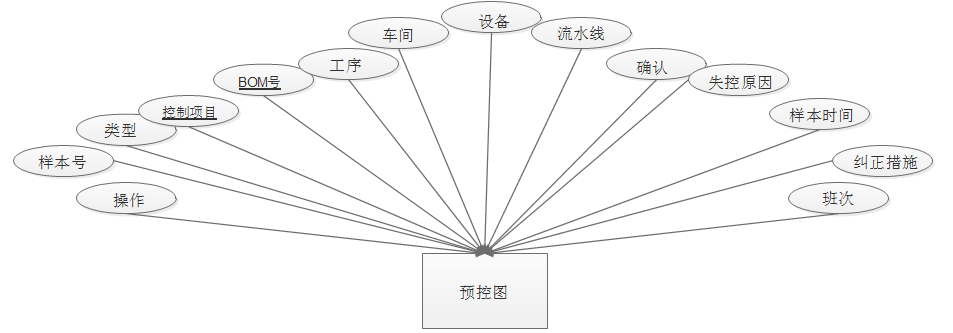 设备
车间
流水线
工序
确认
BOM号
失控原因
控制项目
样本时间
类型
样本号
纠正措施
操作
班次
预控图